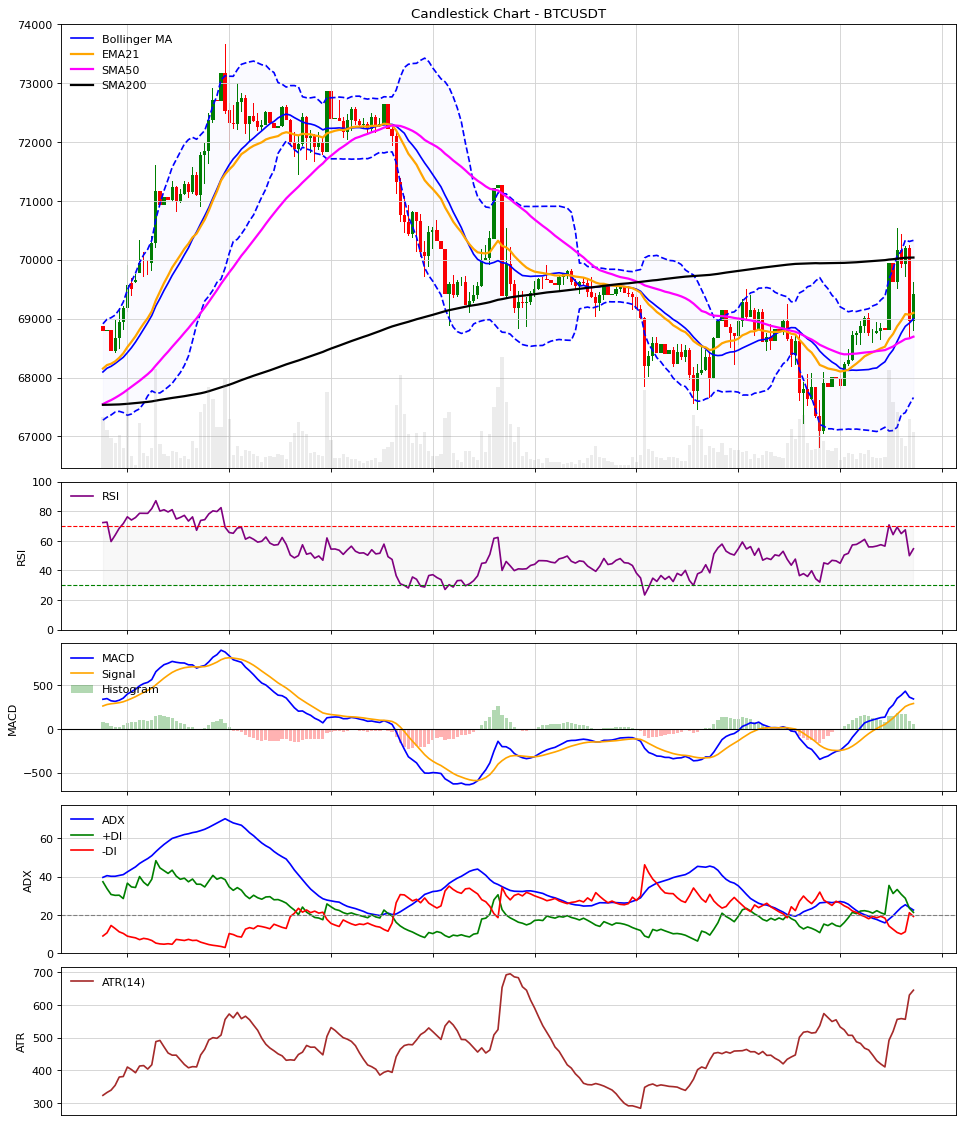 Candlestick Chart - BTCUSDT
74000
73000
72000
71000
70000
69000
68000
67000
Bollinger MA
EMA21
SMA50
SMA200
100
80
60
40
20
0
RSI
RSI
500
0
−500
MACD
MACD
Signal
Histogram
60
40
20
0
ADX
ADX
+DI
-DI
700
600
500
400
300
ATR
ATR(14)